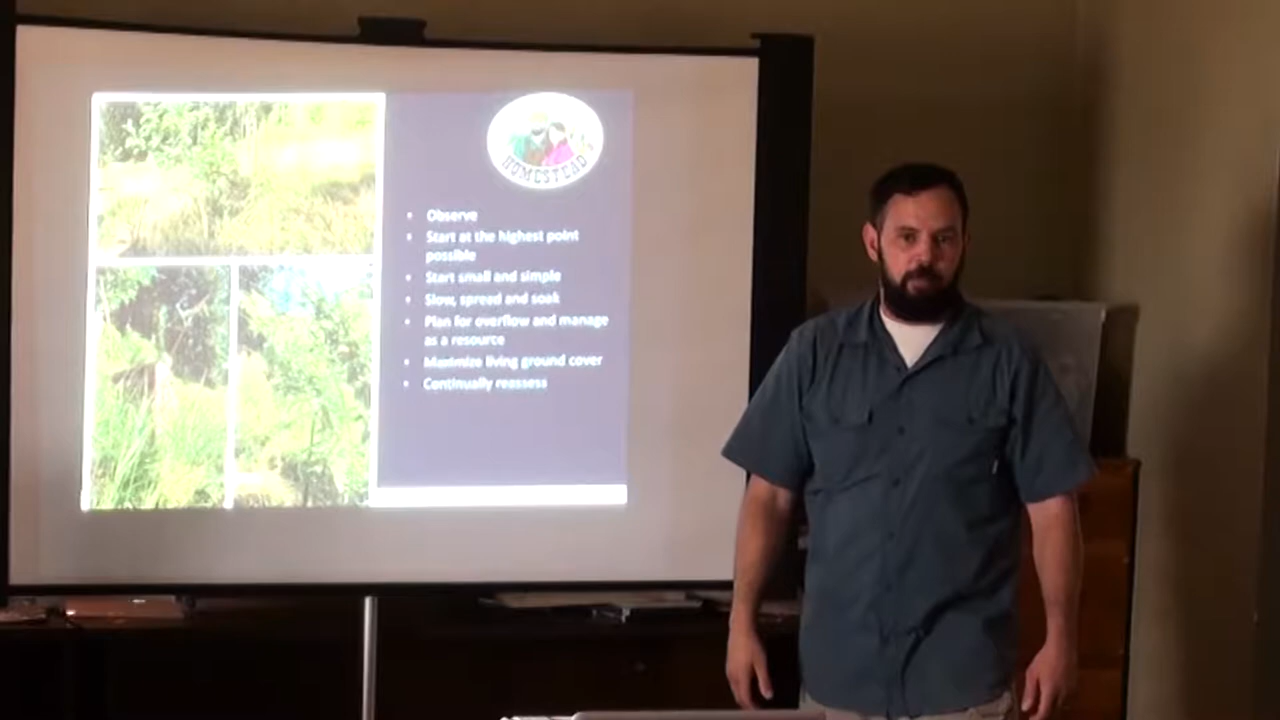 HOMESTEAD
Observe
Start at the highest point
possible
Start small and simple
Slow, spread and soak
Plan for overflow and manage
as a resource
Maximize living ground cover
Continually reassess